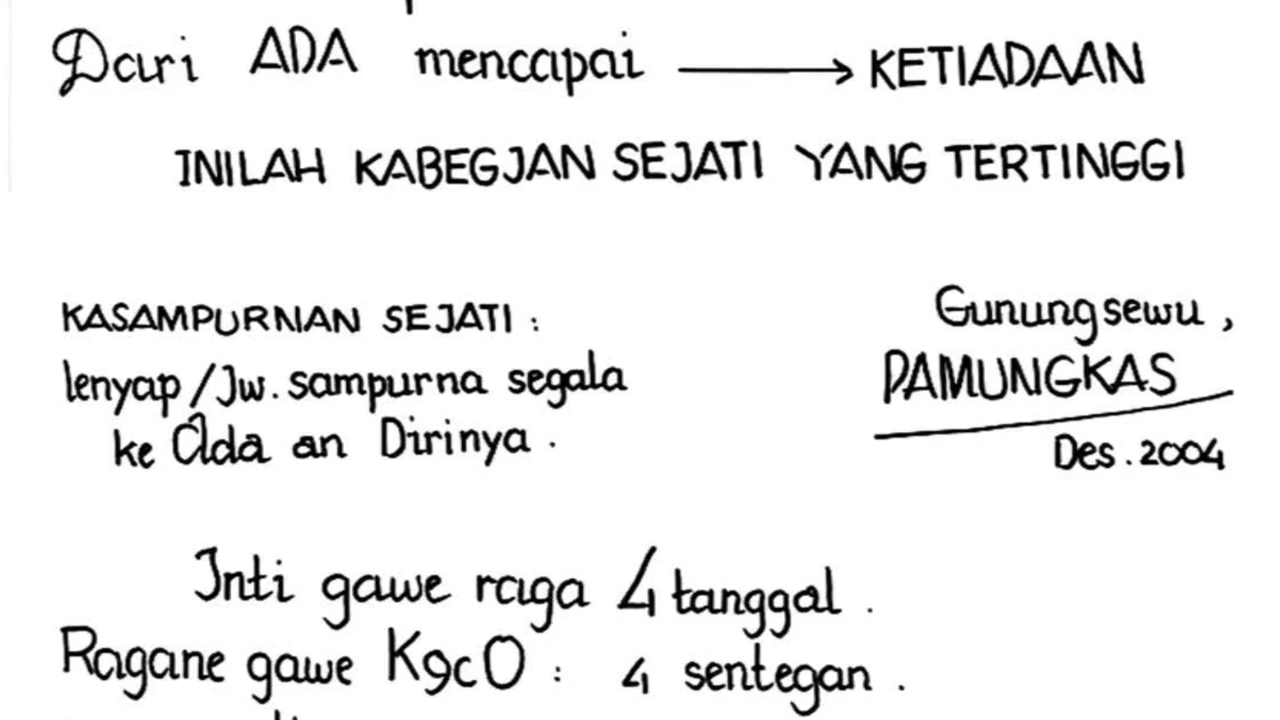 Dari ADA mencapai → KETIADAAN
INILAH KABEGJAN SEJATI YANG TERTINGGI
KASAMPURNAN SEJATI :
lenyap / Jw. sampurna segala
ke Ada an Dirinya .
Gunungsewu ,
PAMUNGKAS
Des. 2004
Inti gawe raga 4 tanggal .
Ragane gawe K9cO : 4 sentegan .